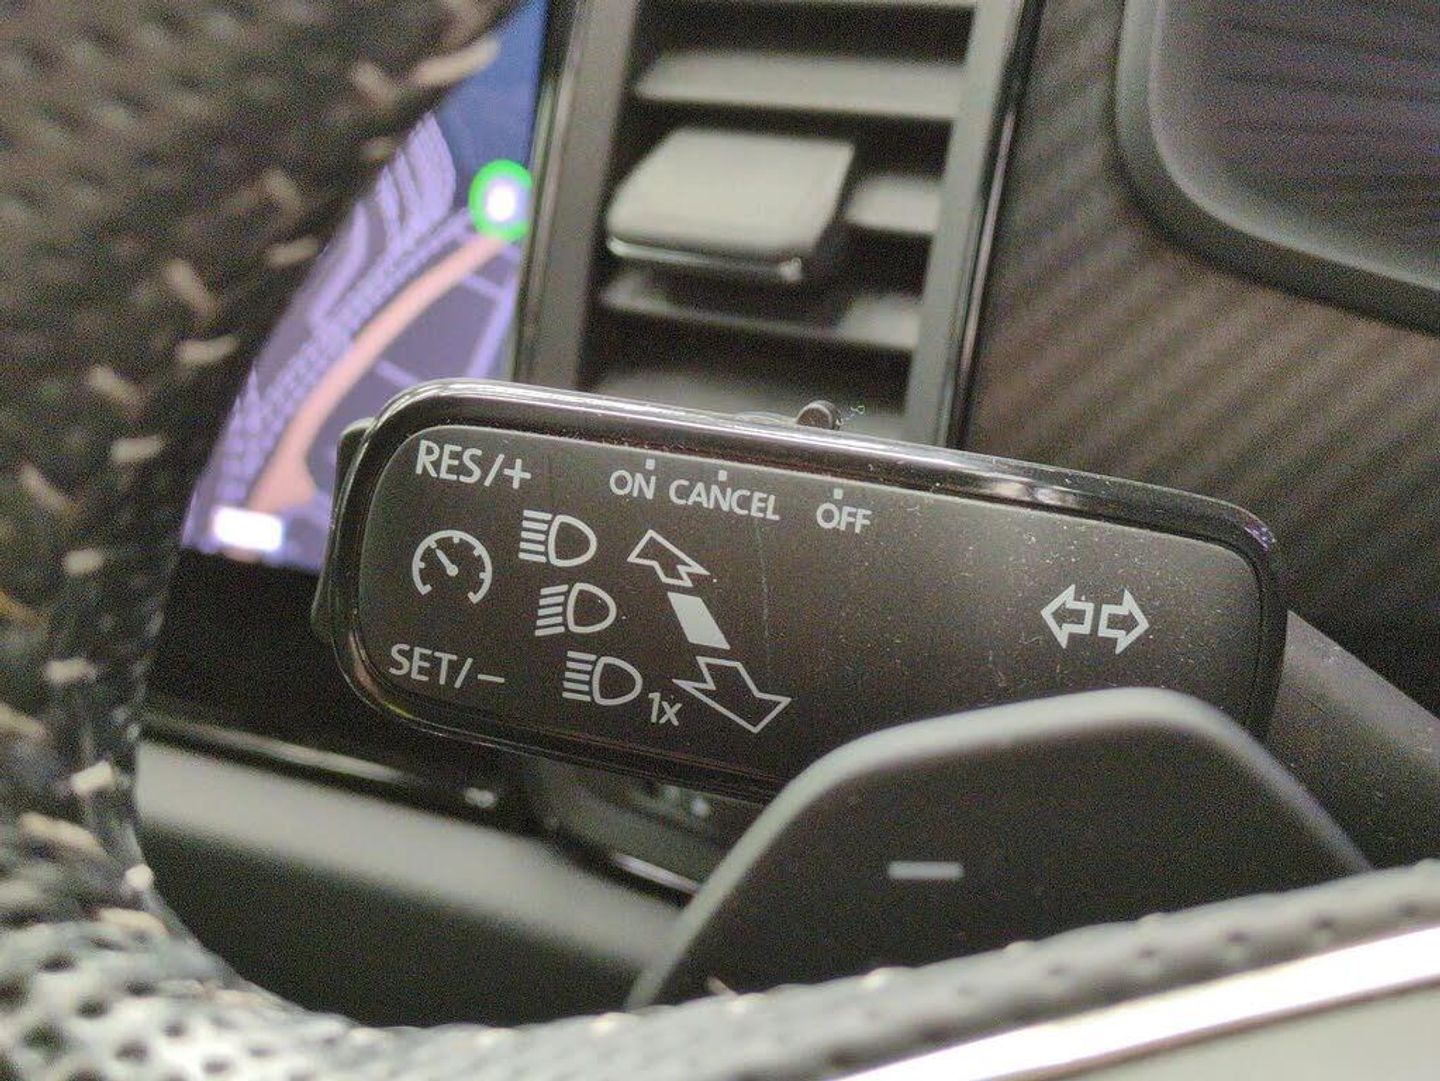 RES/+
ON CANCEL OFF
SET/–
1x
–